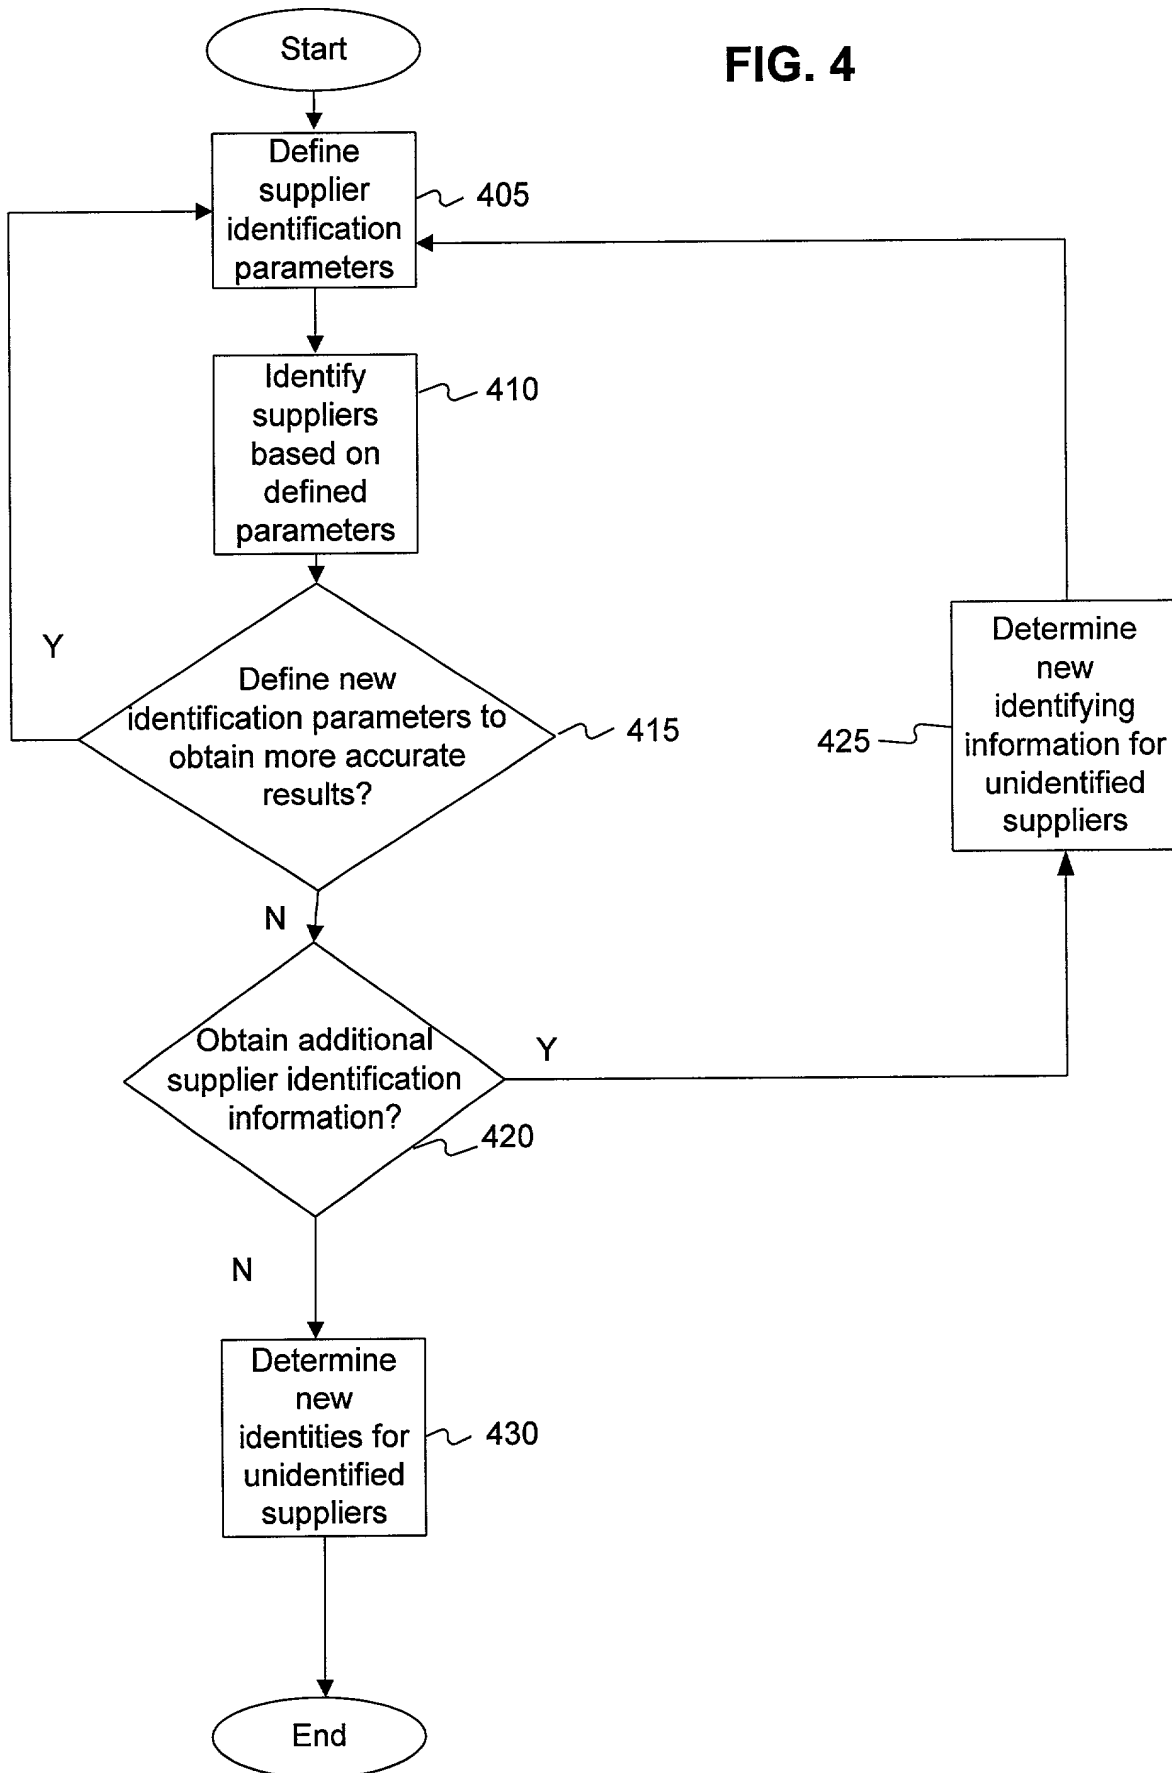 Start
FIG. 4
Define
supplier
identification
parameters
405
Identify
suppliers
based on
defined
parameters
410
Y
Define new
identification parameters to
obtain more accurate
results?
415
Determine
new
identifying
information for
unidentified
suppliers
425
N
Obtain additional
supplier identification
information?
Y
420
N
Determine
new
identities for
unidentified
suppliers
430
End